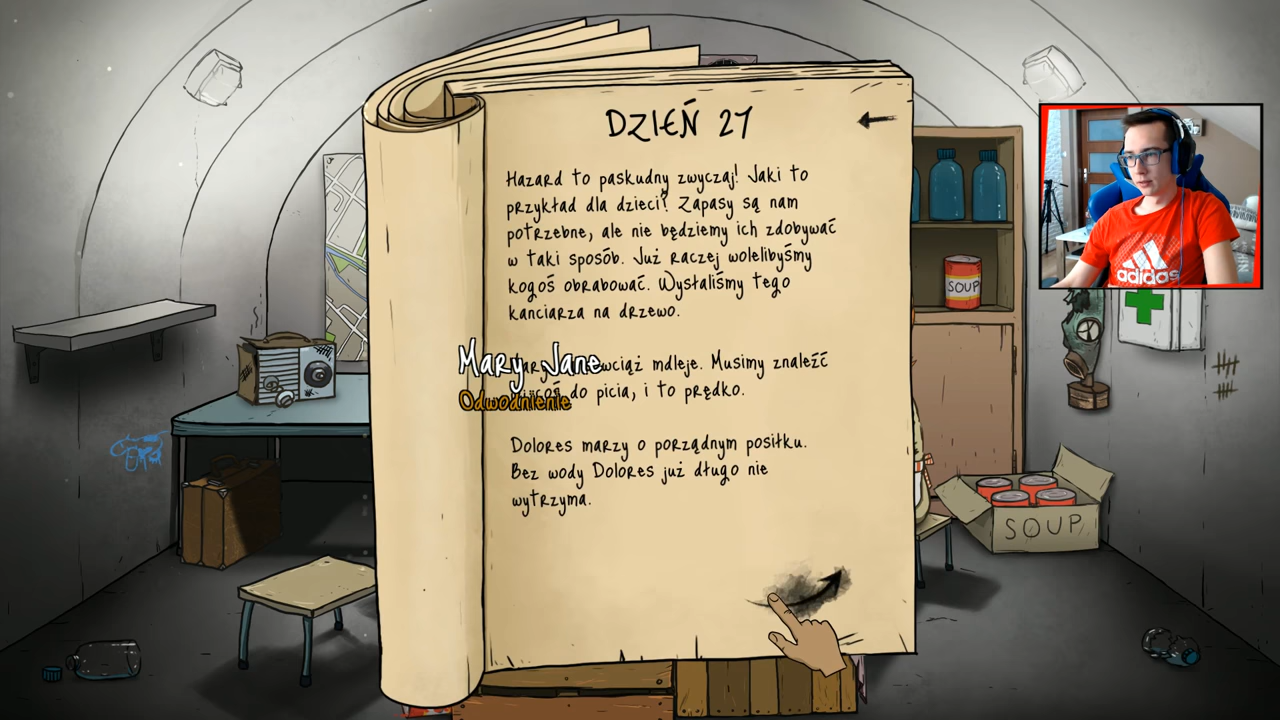 DZIEŃ 27
Hazard to paskudny zwyczaj! Jaki to
przykład dla dzieci? Zapasy są nam
potrzebne, ale nie będziemy ich zdobywać
w taki sposób. Już raczej wolelibyśmy
kogoś obrabować. Wysłaliśmy tego
kanciarza na drzewo.
Mary Jane
wciąż mdleje. Musimy znaleźć
Odwodnienie
do picia, i to prędko.
Dolores marzy o porządnym posiłku.
Bez wody Dolores już długo nie
wytrzyma.
SOUP
SOUP
adidas